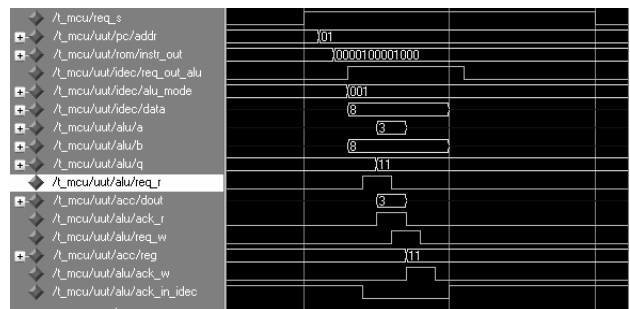 /t_mcu/req_s
/t_mcu/uut/pc/addr 01
/t_mcu/uut/rom/instr_out 0000100001000
/t_mcu/uut/idec/req_out_alu
/t_mcu/uut/idec/alu_mode 001
/t_mcu/uut/idec/data 8
/t_mcu/uut/alu/a 3
/t_mcu/uut/alu/b 8
/t_mcu/uut/alu/q 11
/t_mcu/uut/alu/req_r
/t_mcu/uut/acc/dout 3
/t_mcu/uut/alu/ack_r
/t_mcu/uut/alu/req_w
/t_mcu/uut/acc/reg 11
/t_mcu/uut/alu/ack_w
/t_mcu/uut/alu/ack_in_idec